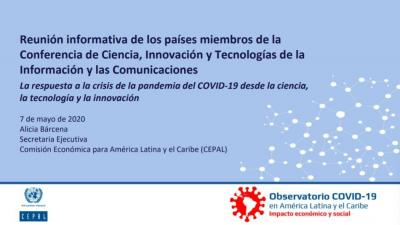 Reunión informativa de los países miembros de la
Conferencia de Ciencia, Innovación y Tecnologías de la
Información y las Comunicaciones
La respuesta a la crisis de la pandemia del COVID-19 desde la ciencia,
la tecnología y la innovación
7 de mayo de 2020
Alicia Bárcena
Secretaria Ejecutiva
Comisión Económica para América Latina y el Caribe (CEPAL)
NACIONES UNIDAS
CEPAL
Observatorio COVID-19
en América Latina y el Caribe
Impacto económico y social